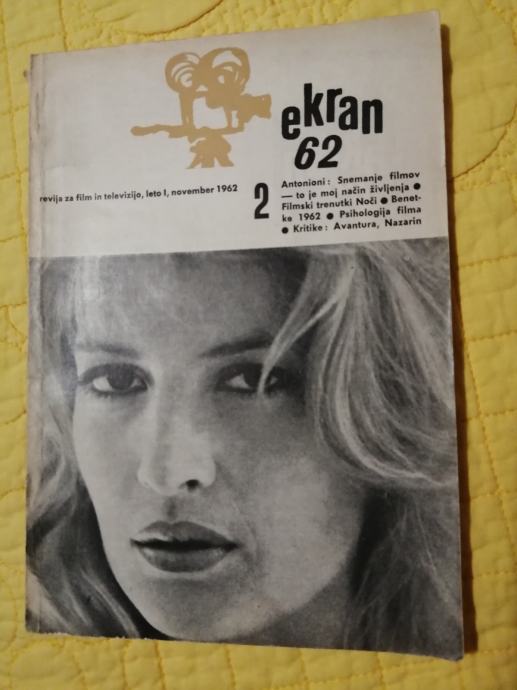 ekran
62
revija za film in televizijo, leto I, november 1962
2
Antonioni: Snemanje filmov
— to je moj način življenja ●
Filmski trenutki Noči ● Benet-
ke 1962 ● Psihologija filma
● Kritike: Avantura, Nazarin